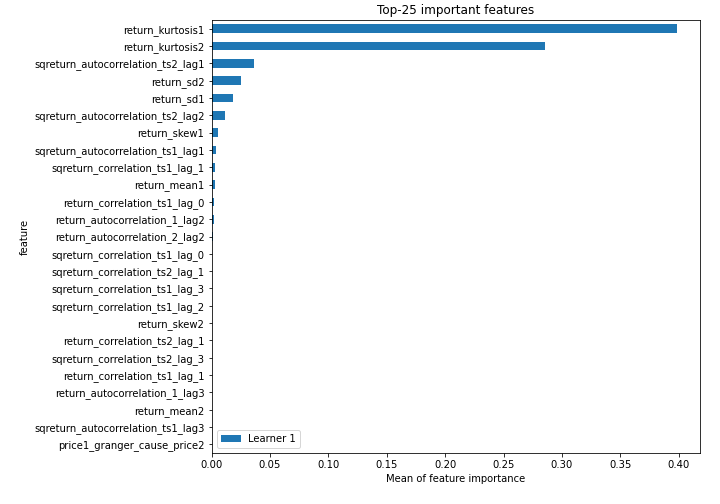 Top-25 important features
return_kurtosis1
return_kurtosis2
sqreturn_autocorrelation_ts2_lag1
return_sd2
return_sd1
sqreturn_autocorrelation_ts2_lag2
return_skew1
sqreturn_autocorrelation_ts1_lag1
sqreturn_correlation_ts1_lag_1
return_mean1
return_correlation_ts1_lag_0
return_autocorrelation_1_lag2
return_autocorrelation_2_lag2
sqreturn_correlation_ts1_lag_0
sqreturn_correlation_ts2_lag_1
sqreturn_correlation_ts1_lag_3
sqreturn_correlation_ts1_lag_2
return_skew2
return_correlation_ts2_lag_1
sqreturn_correlation_ts2_lag_3
return_correlation_ts1_lag_1
return_autocorrelation_1_lag3
return_mean2
sqreturn_autocorrelation_ts1_lag3
price1_granger_cause_price2
feature
Learner 1
0.00 0.05 0.10 0.15 0.20 0.25 0.30 0.35 0.40
Mean of feature importance